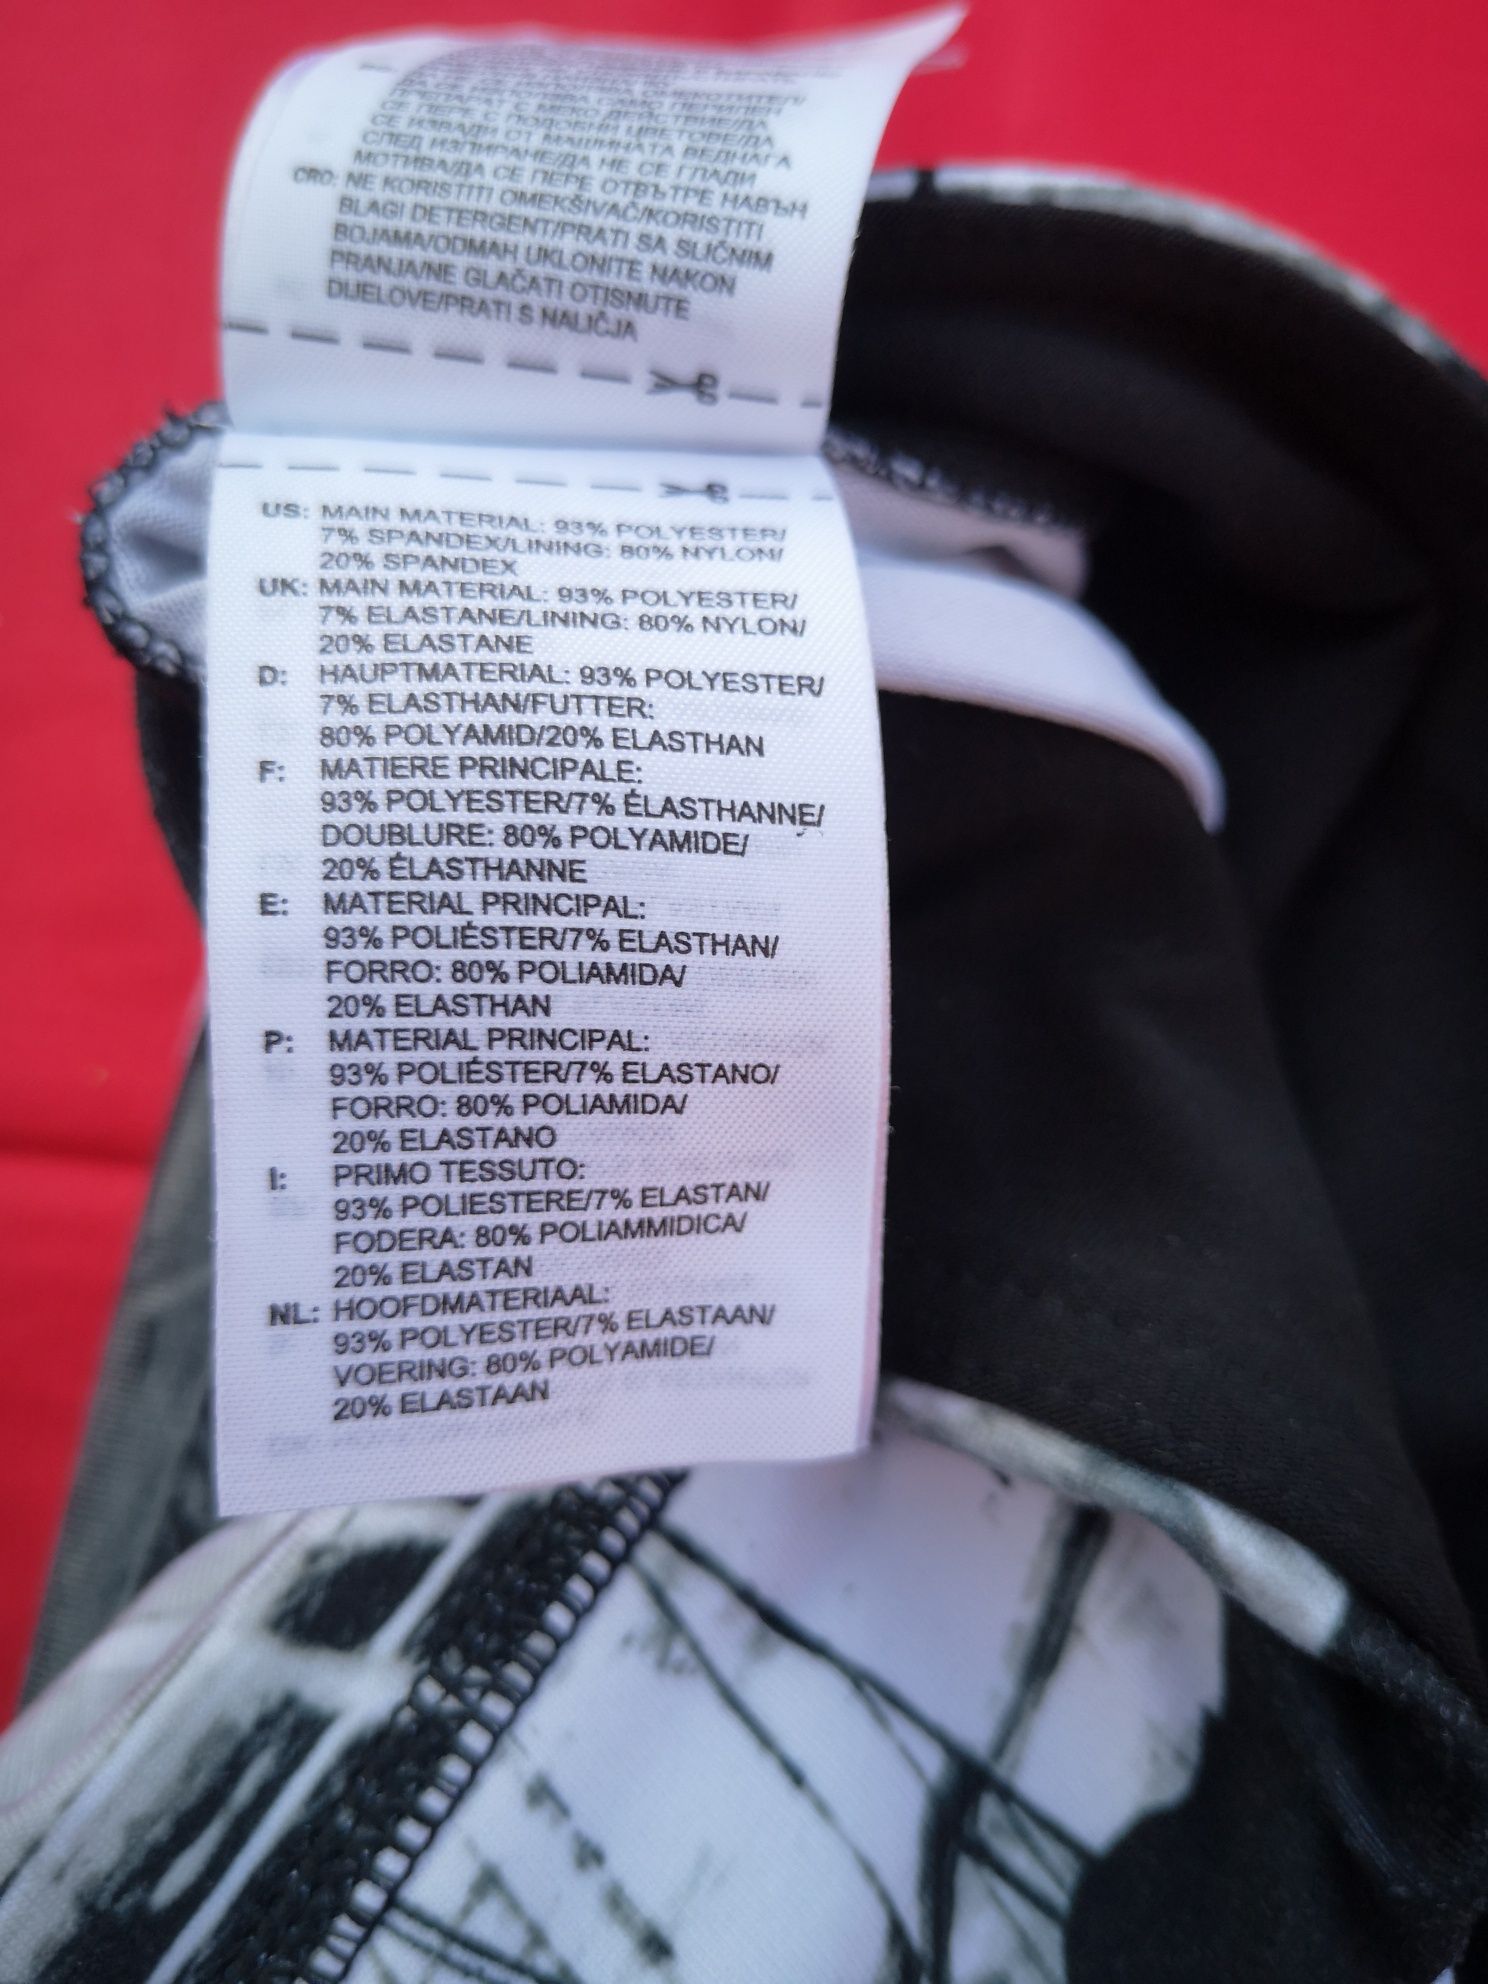 ПРЕПАРАТ С МЕКО ДЕЙСТВИЕ/ДА
СЕ ПЕРЕ С ПОДОБНИ ЦВЕТОВЕ/ДА
СЕ ИЗВАДИ ОТ МАШИНАТА ВЕДНАГА
СЛЕД ИЗПИРАНЕ/ДА НЕ СЕ ГЛАДИ
МОТИВА/ДА СЕ ПЕРЕ ОТВЪТРЕ НАВЪН
CRO: NE KORISTITI OMEKŠIVAČ/KORISTITI
BLAGI DETERGENT/PRATI SA SLIČNIM
BOJAMA/ODMAH UKLONITE NAKON
PRANJA/NE GLAČATI OTISNUTE
DIJELOVE/PRATI S NALIČJA
US: MAIN MATERIAL: 93% POLYESTER/
7% SPANDEX/LINING: 80% NYLON/
20% SPANDEX
UK: MAIN MATERIAL: 93% POLYESTER/
7% ELASTANE/LINING: 80% NYLON/
20% ELASTANE
D: HAUPTMATERIAL: 93% POLYESTER/
7% ELASTHAN/FUTTER:
80% POLYAMID/20% ELASTHAN
F: MATIERE PRINCIPALE:
93% POLYESTER/7% ÉLASTHANNE/
DOUBLURE: 80% POLYAMIDE/
20% ÉLASTHANNE
E: MATERIAL PRINCIPAL:
93% POLIÉSTER/7% ELASTHAN/
FORRO: 80% POLIAMIDA/
20% ELASTHAN
P: MATERIAL PRINCIPAL:
93% POLIÉSTER/7% ELASTANO/
FORRO: 80% POLIAMIDA/
20% ELASTANO
I: PRIMO TESSUTO:
93% POLIESTERE/7% ELASTAN/
FODERA: 80% POLIAMMIDICA/
20% ELASTAN
NL: HOOFDMATERIAAL:
93% POLYESTER/7% ELASTAAN/
VOERING: 80% POLYAMIDE/
20% ELASTAAN